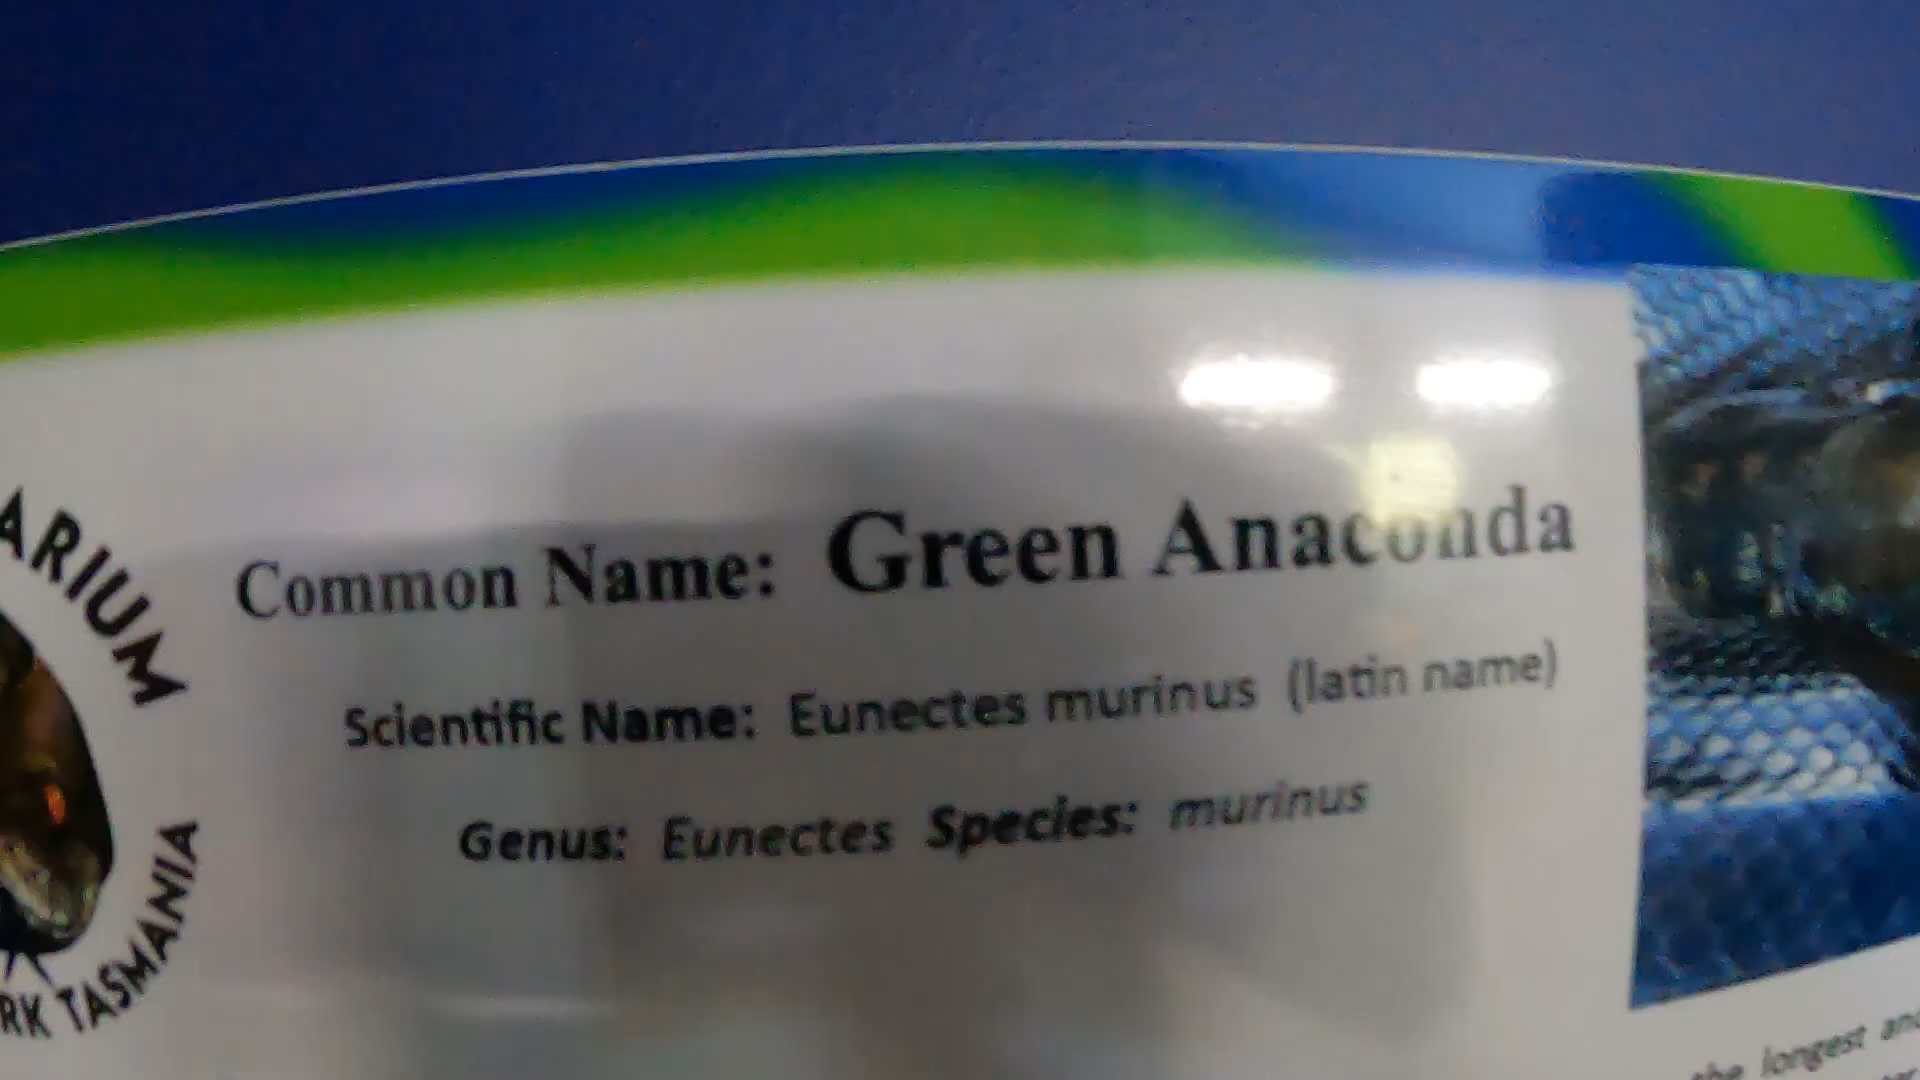 ARIUM
RK TASMANIA
Common Name: Green Anaconda
Scientific Name: Eunectes murinus (latin name)
Genus: Eunectes Species: murinus
the longest and